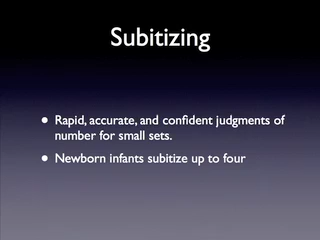 Subitizing
• Rapid, accurate, and confident judgments of
number for small sets.
• Newborn infants subitize up to four